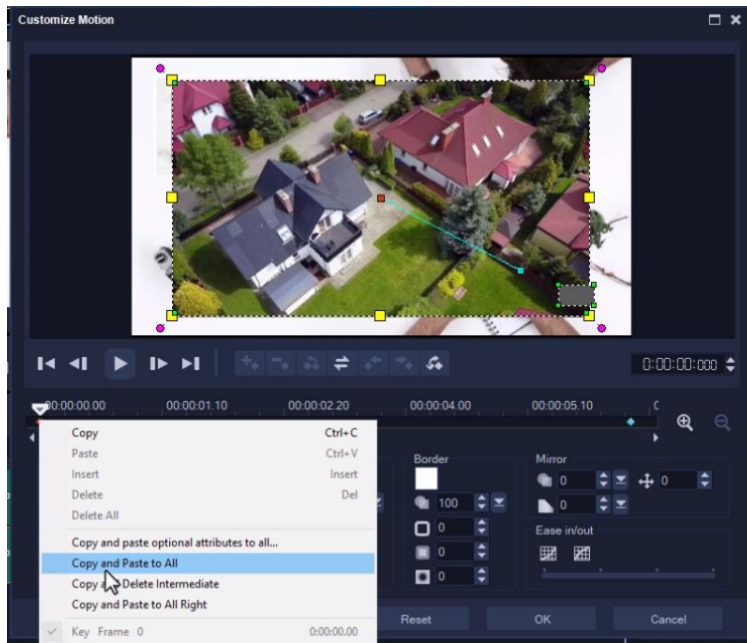 Customize Motion
0:00:00:000
00:00:00.00 00:00:01.10 00:00:02.20 00:00:04.00 00:00:05.10
Copy Ctrl+C
Paste Ctrl+V
Insert Insert
Delete Del
Delete All
Copy and paste optional attributes to all...
Copy and Paste to All
Copy and Delete Intermediate
Copy and Paste to All Right
Key Frame 0 0:00:00.00
Border
100
0
0
0
Mirror
0 0
0
Ease in/out
Reset OK Cancel